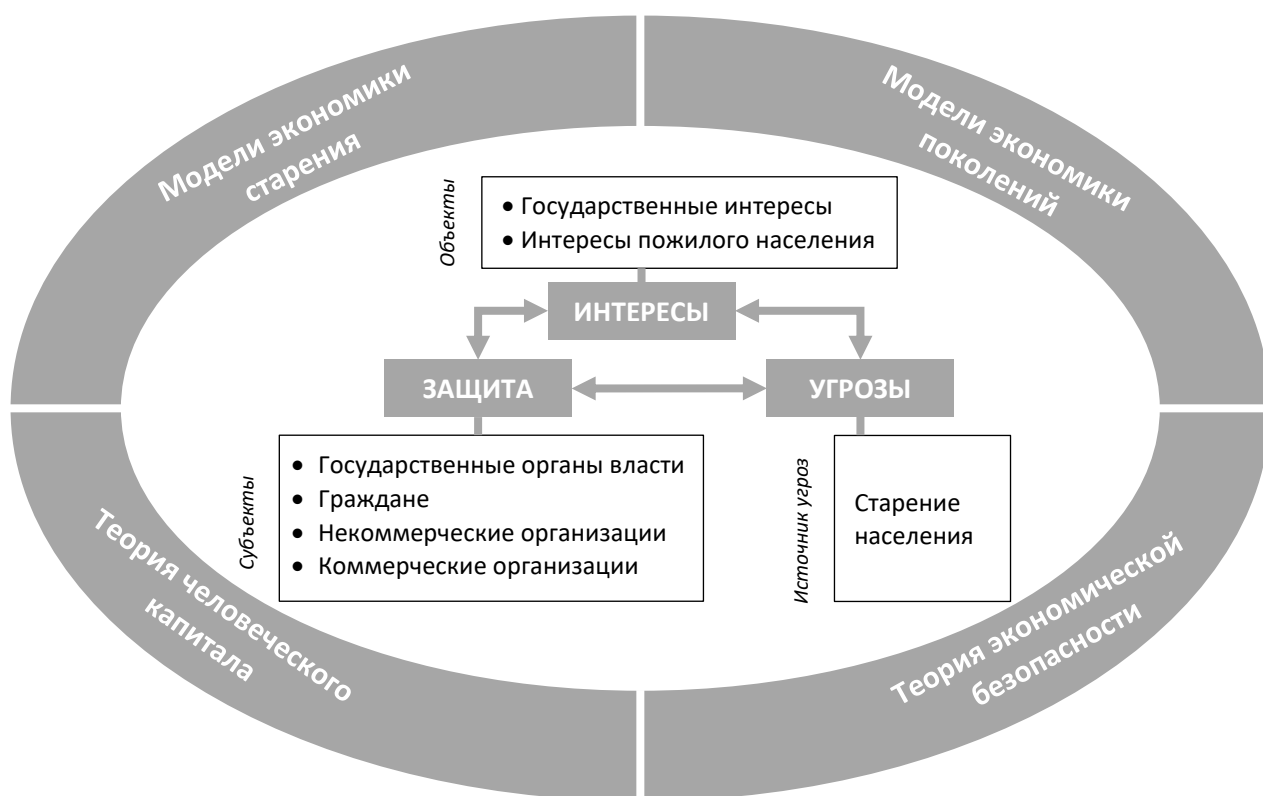 Модели экономики
старения
Модели экономики
поколений
Объекты
• Государственные интересы
• Интересы пожилого населения
ИНТЕРЕСЫ
ЗАЩИТА
УГРОЗЫ
Субъекты
• Государственные органы власти
• Граждане
• Некоммерческие организации
• Коммерческие организации
Источник угроз
Старение
населения
Теория человеческого
капитала
Теория экономической
безопасности